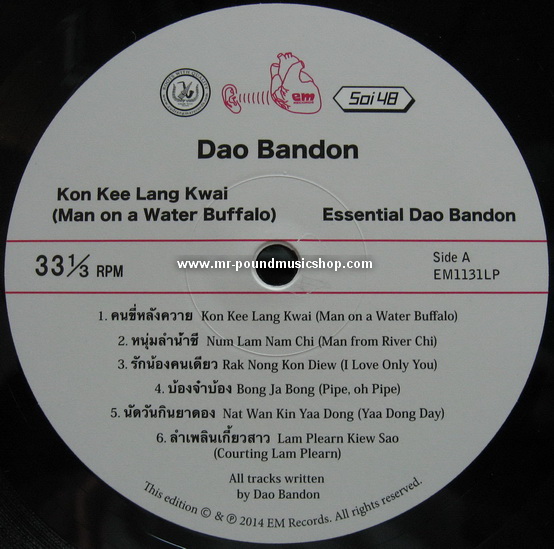 em
Soi48
Dao Bandon
Kon Kee Lang Kwai
(Man on a Water Buffalo) Essential Dao Bandon
33⅓ RPM
www.mr-poundmusicshop.com
Side A
EM1131LP
1. คนขี่หลังควาย Kon Kee Lang Kwai (Man on a Water Buffalo)
2. หนุ่มลำน้ำชี Num Lam Nam Chi (Man from River Chi)
3. รักน้องคนเดียว Rak Nong Kon Diew (I Love Only You)
4. บ้องจ๋าบ้อง Bong Ja Bong (Pipe, oh Pipe)
5. นัดวันกินยาดอง Nat Wan Kin Yaa Dong (Yaa Dong Day)
6. ลำเพลินเกี้ยวสาว Lam Plearn Kiew Sao
(Courting Lam Plearn)
All tracks written
by Dao Bandon
This edition © & ℗ 2014 EM Records. All rights reserved.